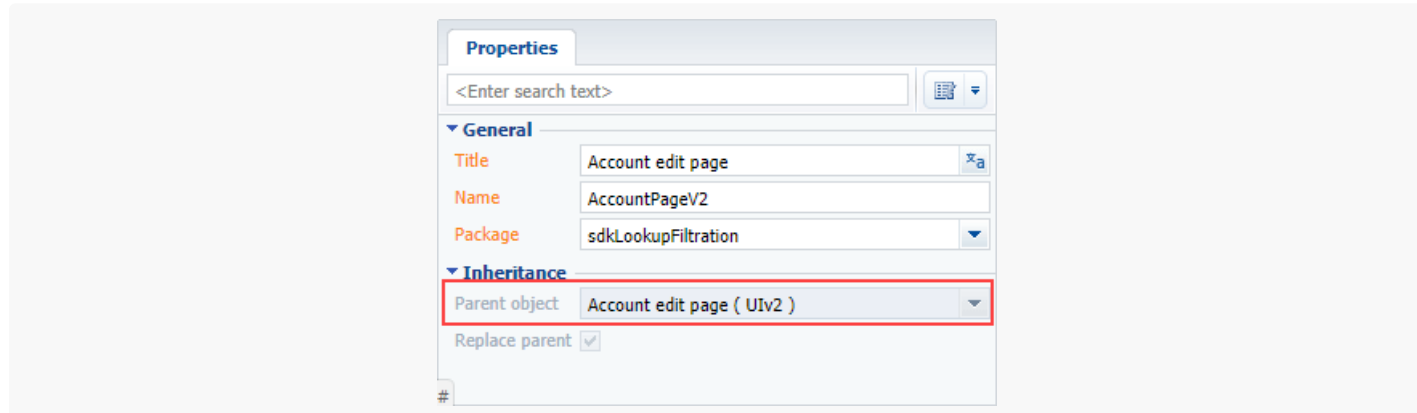 Properties
<Enter search text>
General
Title Account edit page xa
Name AccountPageV2
Package sdkLookupFiltration
Inheritance
Parent object Account edit page ( UIv2 )
Replace parent
#